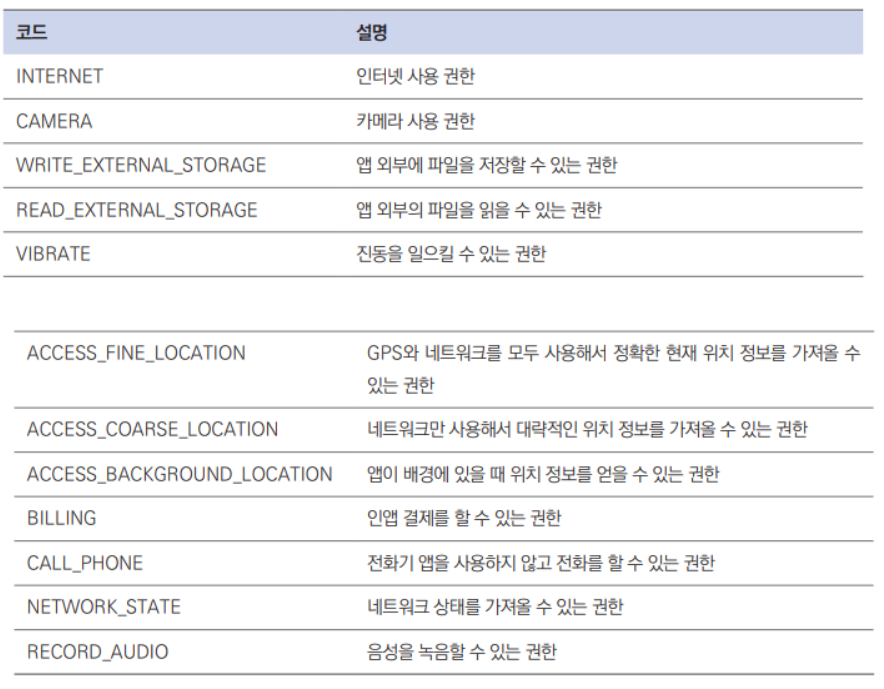 코드 설명
INTERNET 인터넷 사용 권한
CAMERA 카메라 사용 권한
WRITE_EXTERNAL_STORAGE 앱 외부에 파일을 저장할 수 있는 권한
READ_EXTERNAL_STORAGE 앱 외부의 파일을 읽을 수 있는 권한
VIBRATE 진동을 일으킬 수 있는 권한
ACCESS_FINE_LOCATION GPS와 네트워크를 모두 사용해서 정확한 현재 위치 정보를 가져올 수
있는 권한
ACCESS_COARSE_LOCATION 네트워크만 사용해서 대략적인 위치 정보를 가져올 수 있는 권한
ACCESS_BACKGROUND_LOCATION 앱이 배경에 있을 때 위치 정보를 얻을 수 있는 권한
BILLING 인앱 결제를 할 수 있는 권한
CALL_PHONE 전화기 앱을 사용하지 않고 전화를 할 수 있는 권한
NETWORK_STATE 네트워크 상태를 가져올 수 있는 권한
RECORD_AUDIO 음성을 녹음할 수 있는 권한